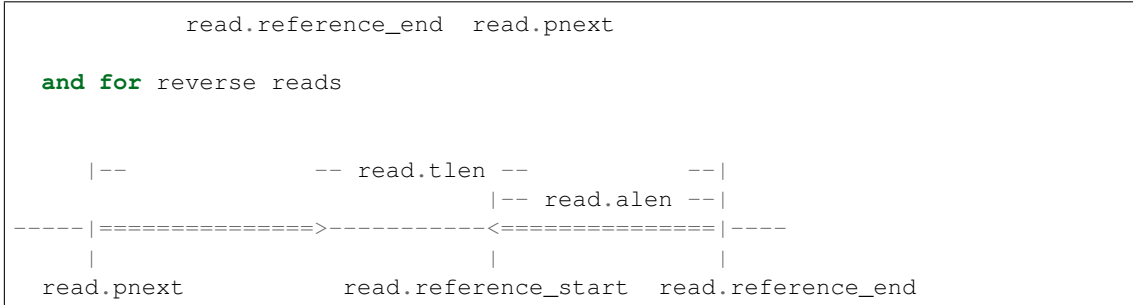 read.reference_end  read.pnext
  and for reverse reads
     |--             -- read.tlen --           --|
                                 |-- read.alen --|
-----|===============>-----------<===============|----
     |                           |               |
  read.pnext           read.reference_start  read.reference_end